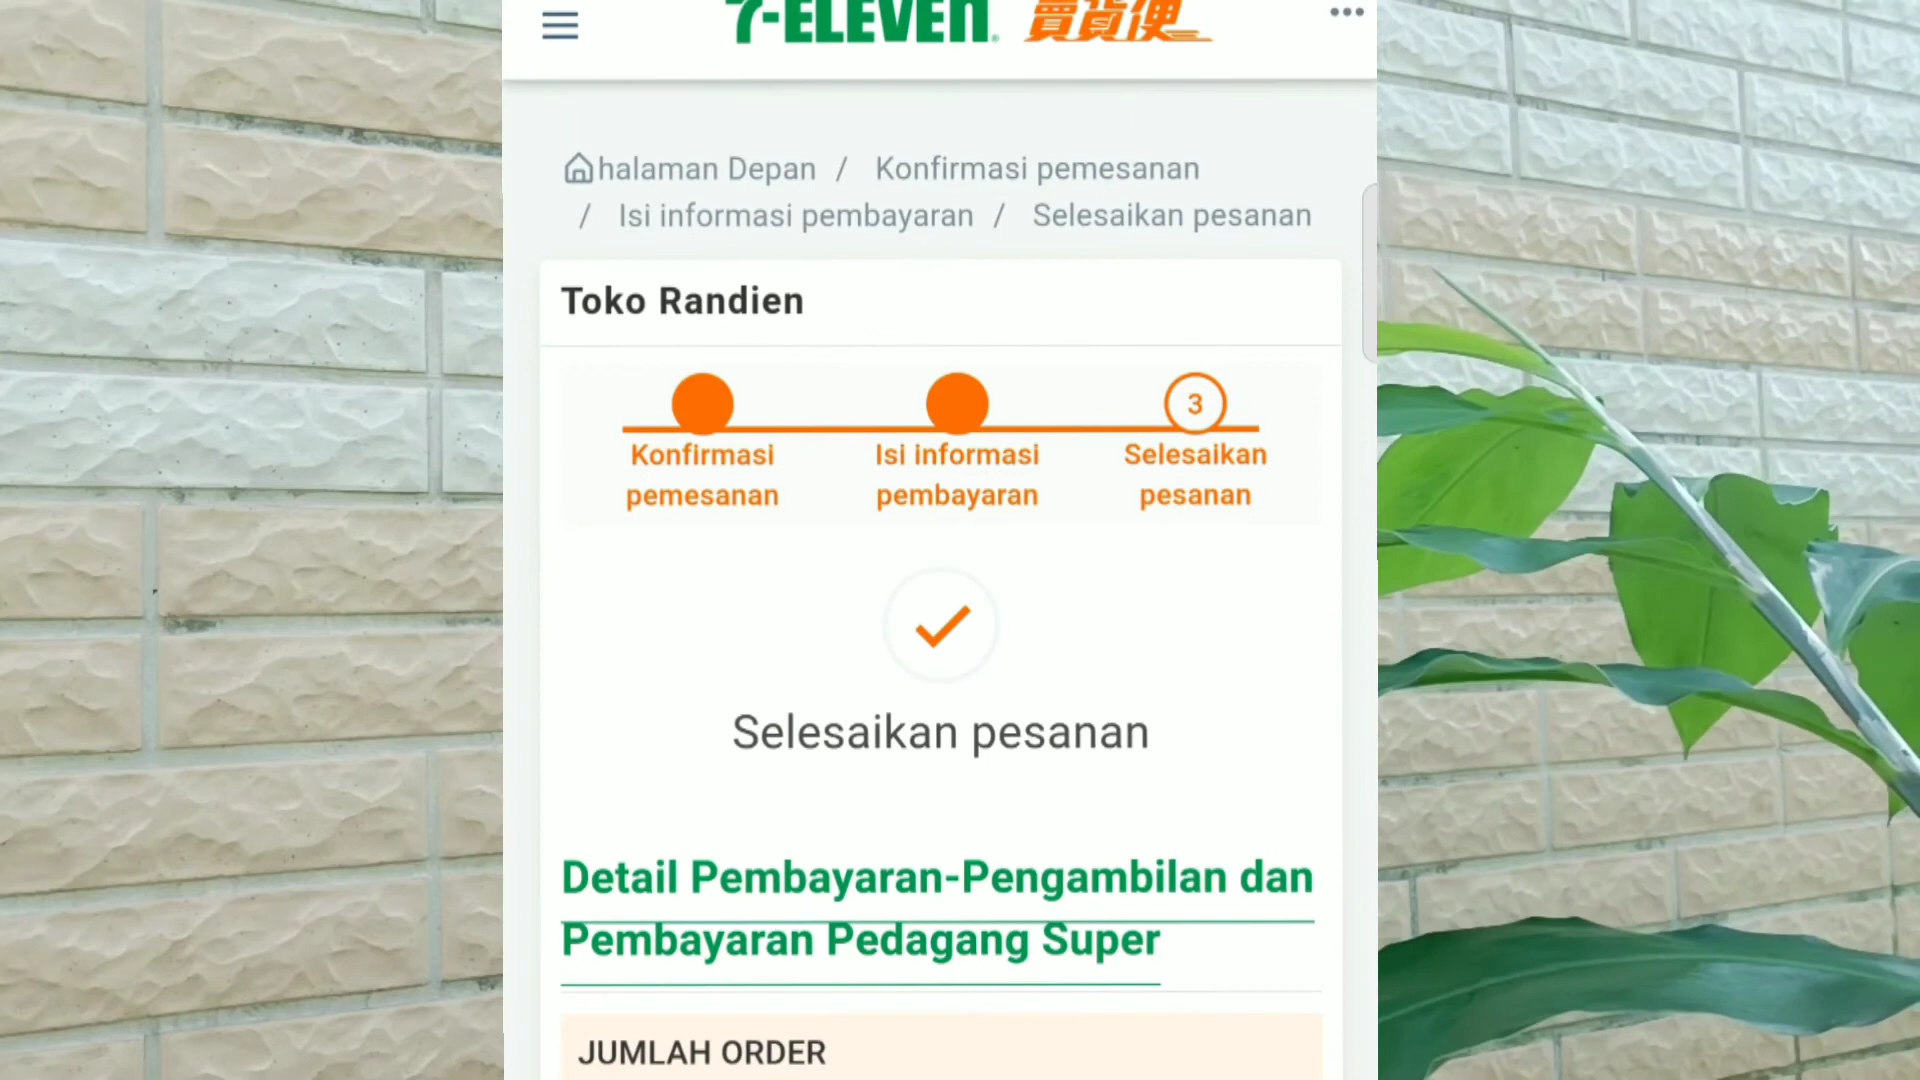 7-ELEVEN 賣貨便
halaman Depan / Konfirmasi pemesanan
/ Isi informasi pembayaran / Selesaikan pesanan
Toko Randien
3
Konfirmasi pemesanan
Isi informasi pembayaran
Selesaikan pesanan
Selesaikan pesanan
Detail Pembayaran-Pengambilan dan
Pembayaran Pedagang Super
JUMLAH ORDER